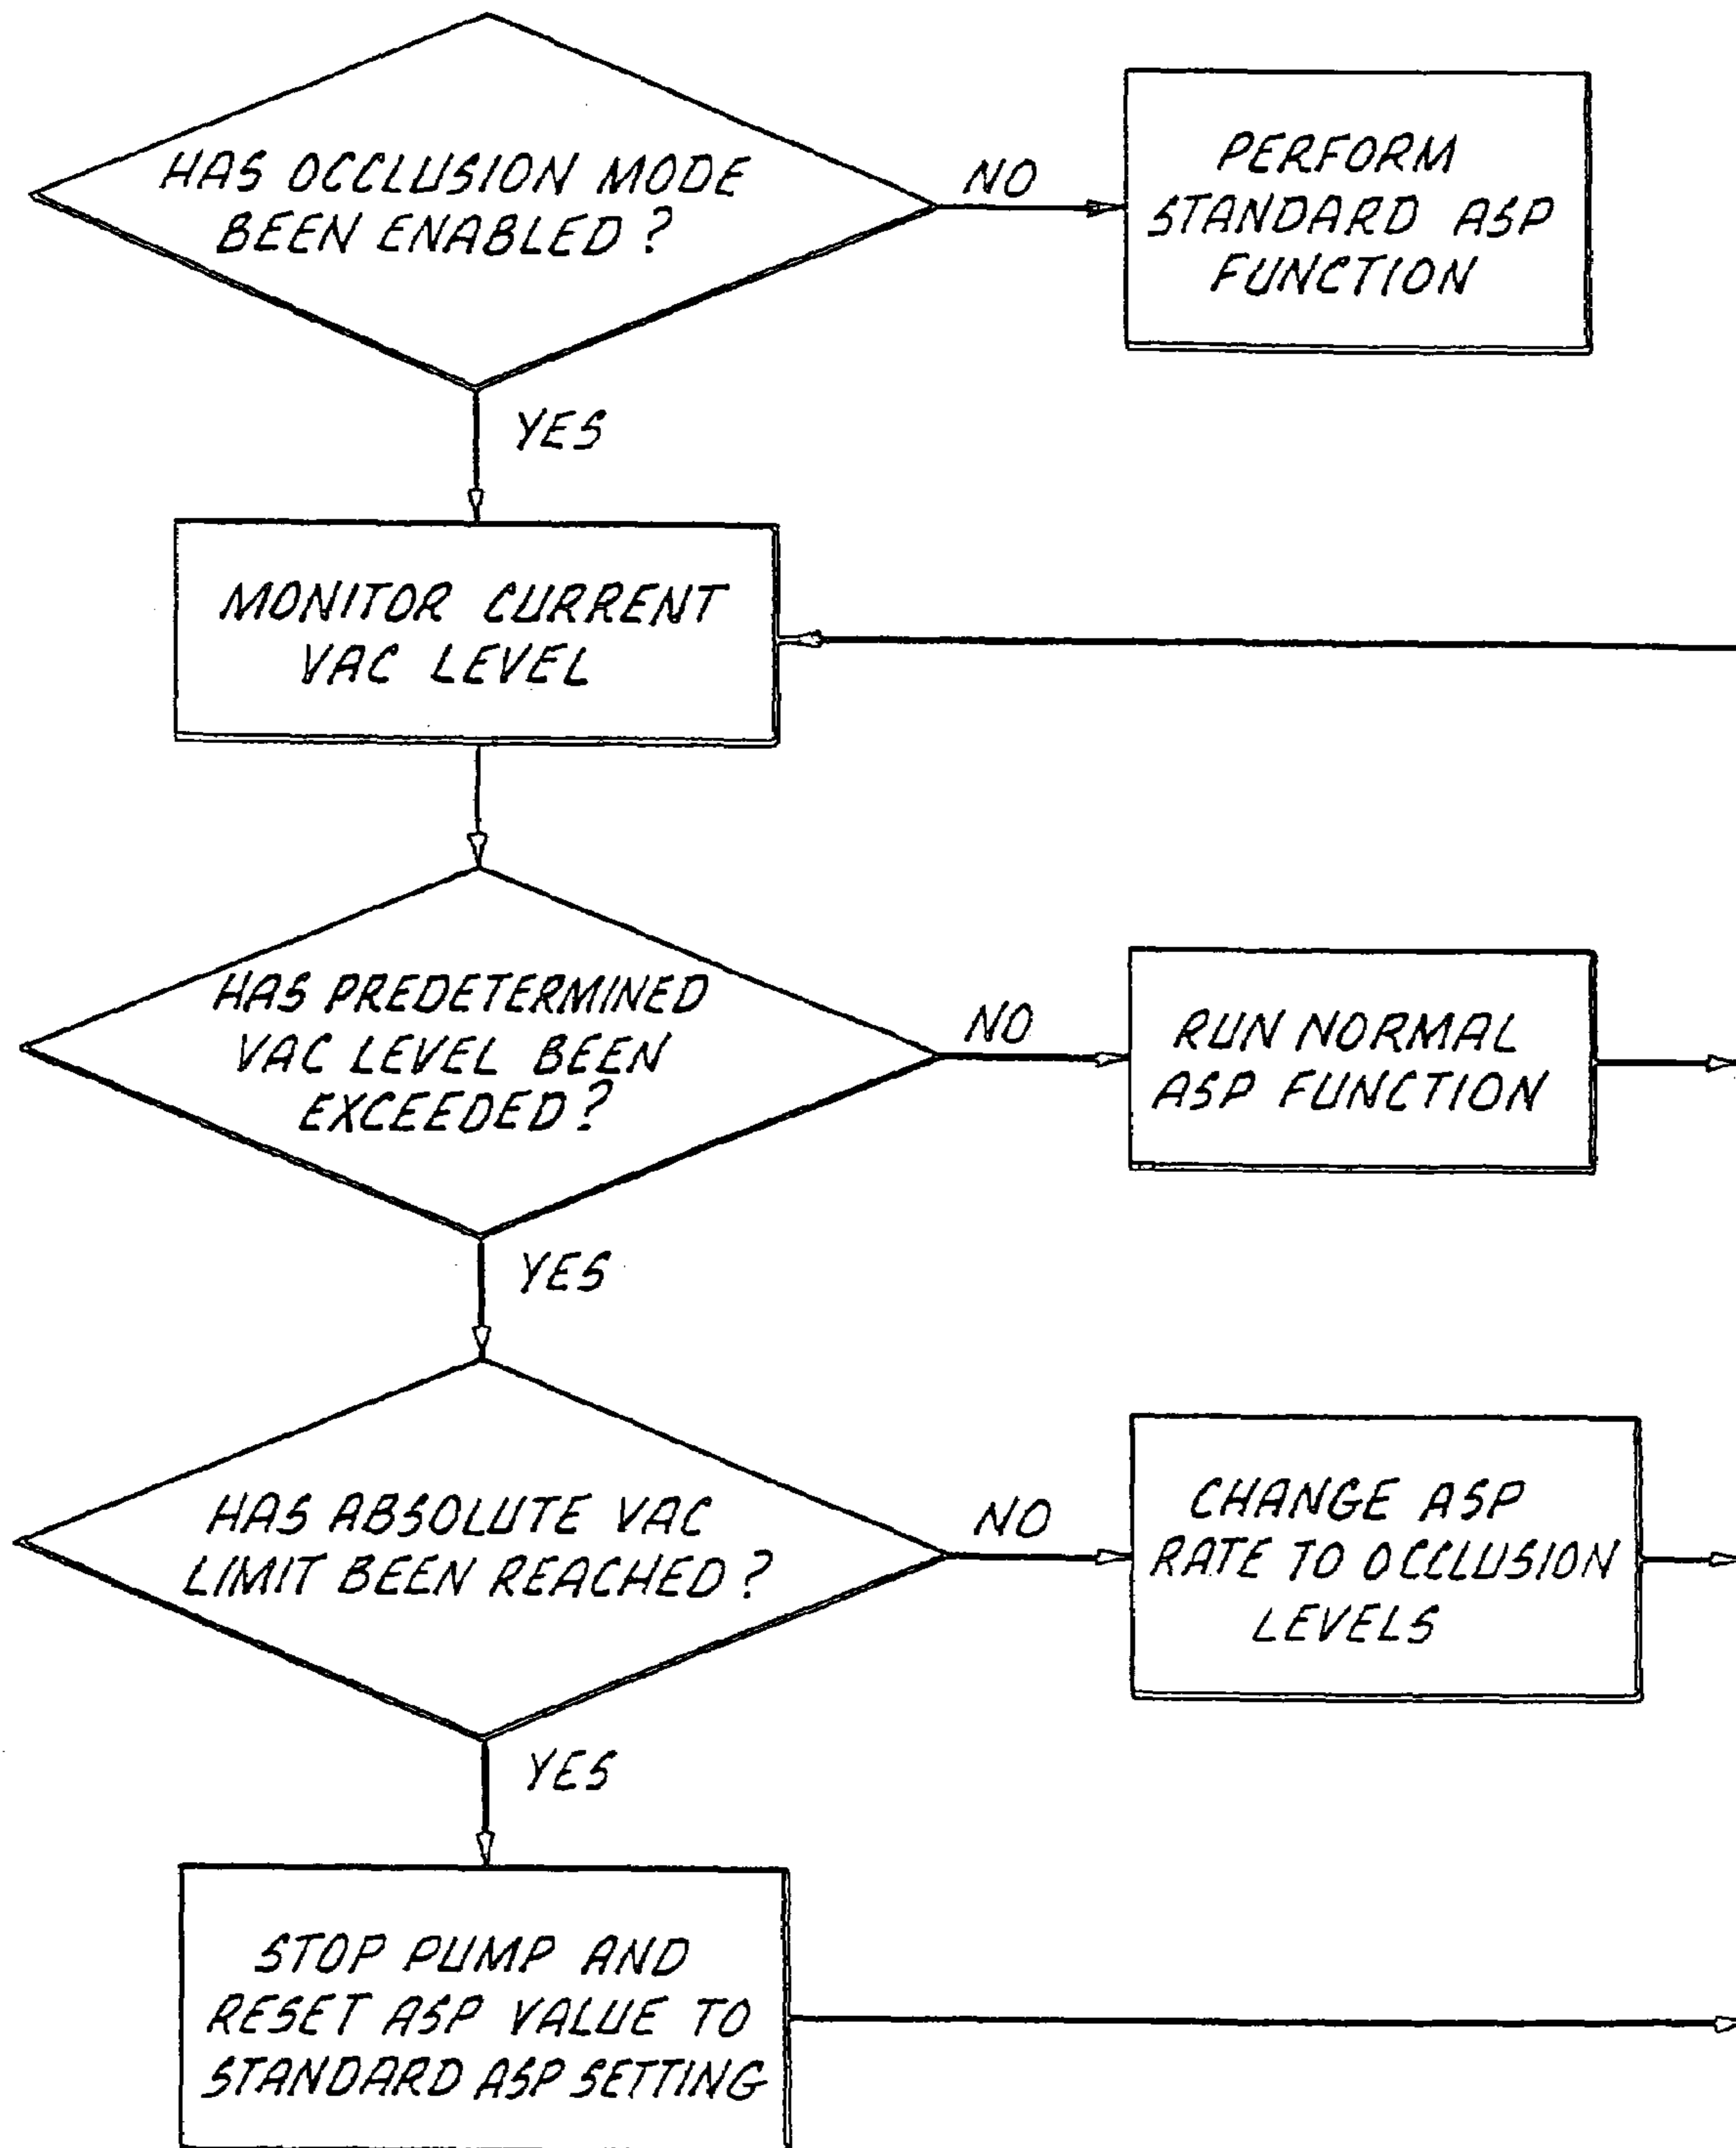 HAS OCCLUSION MODE
BEEN ENABLED?
NO
PERFORM
STANDARD ASP
FUNCTION
YES
MONITOR CURRENT
VAC LEVEL
HAS PREDETERMINED
VAC LEVEL BEEN
EXCEEDED?
NO
RUN NORMAL
ASP FUNCTION
YES
HAS ABSOLUTE VAC
LIMIT BEEN REACHED?
NO
CHANGE ASP
RATE TO OCCLUSION
LEVELS
YES
STOP PUMP AND
RESET ASP VALUE TO
STANDARD ASP SETTING